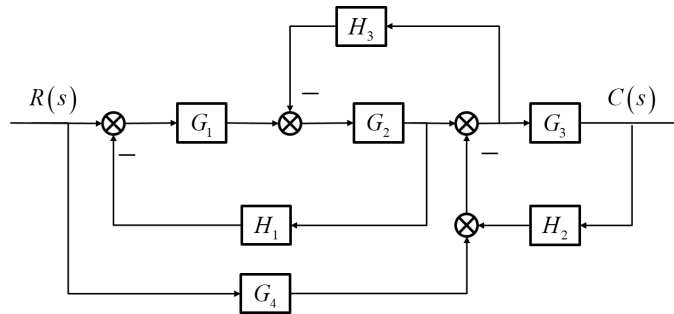 H₃
R(s)
C(s)
G₁
G₂
G₃
−
−
−
H₁
H₂
G₄